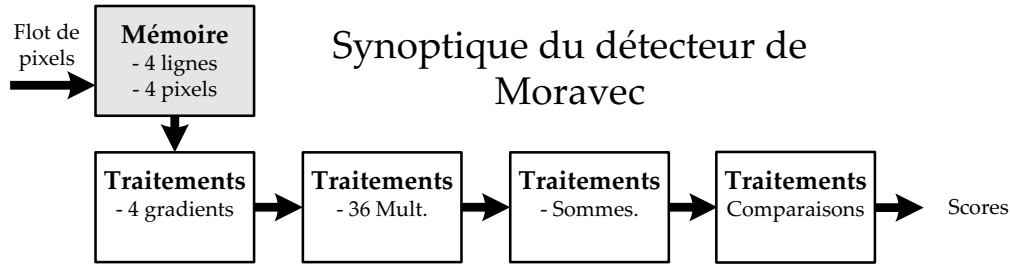 Flot de
pixels
Mémoire
- 4 lignes
- 4 pixels
Synoptique du détecteur de
Moravec
Traitements
- 4 gradients
Traitements
- 36 Mult.
Traitements
- Sommes.
Traitements
Comparaisons
Scores